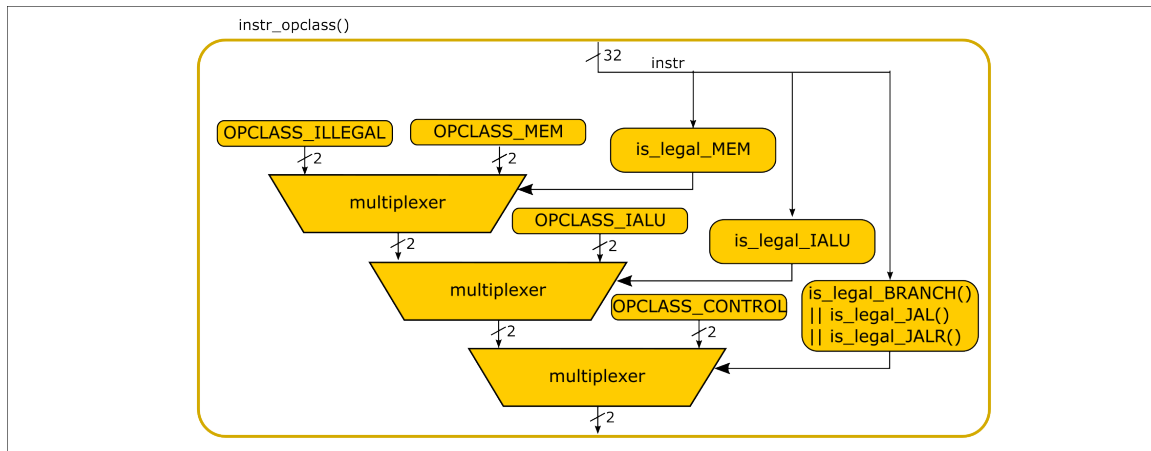 instr_opclass()
32
instr
OPCLASS_ILLEGAL
OPCLASS_MEM
is_legal_MEM
2
2
multiplexer
OPCLASS_IALU
is_legal_IALU
2
2
multiplexer
OPCLASS_CONTROL
is_legal_BRANCH()
|| is_legal_JAL()
|| is_legal_JALR()
2
2
multiplexer
2